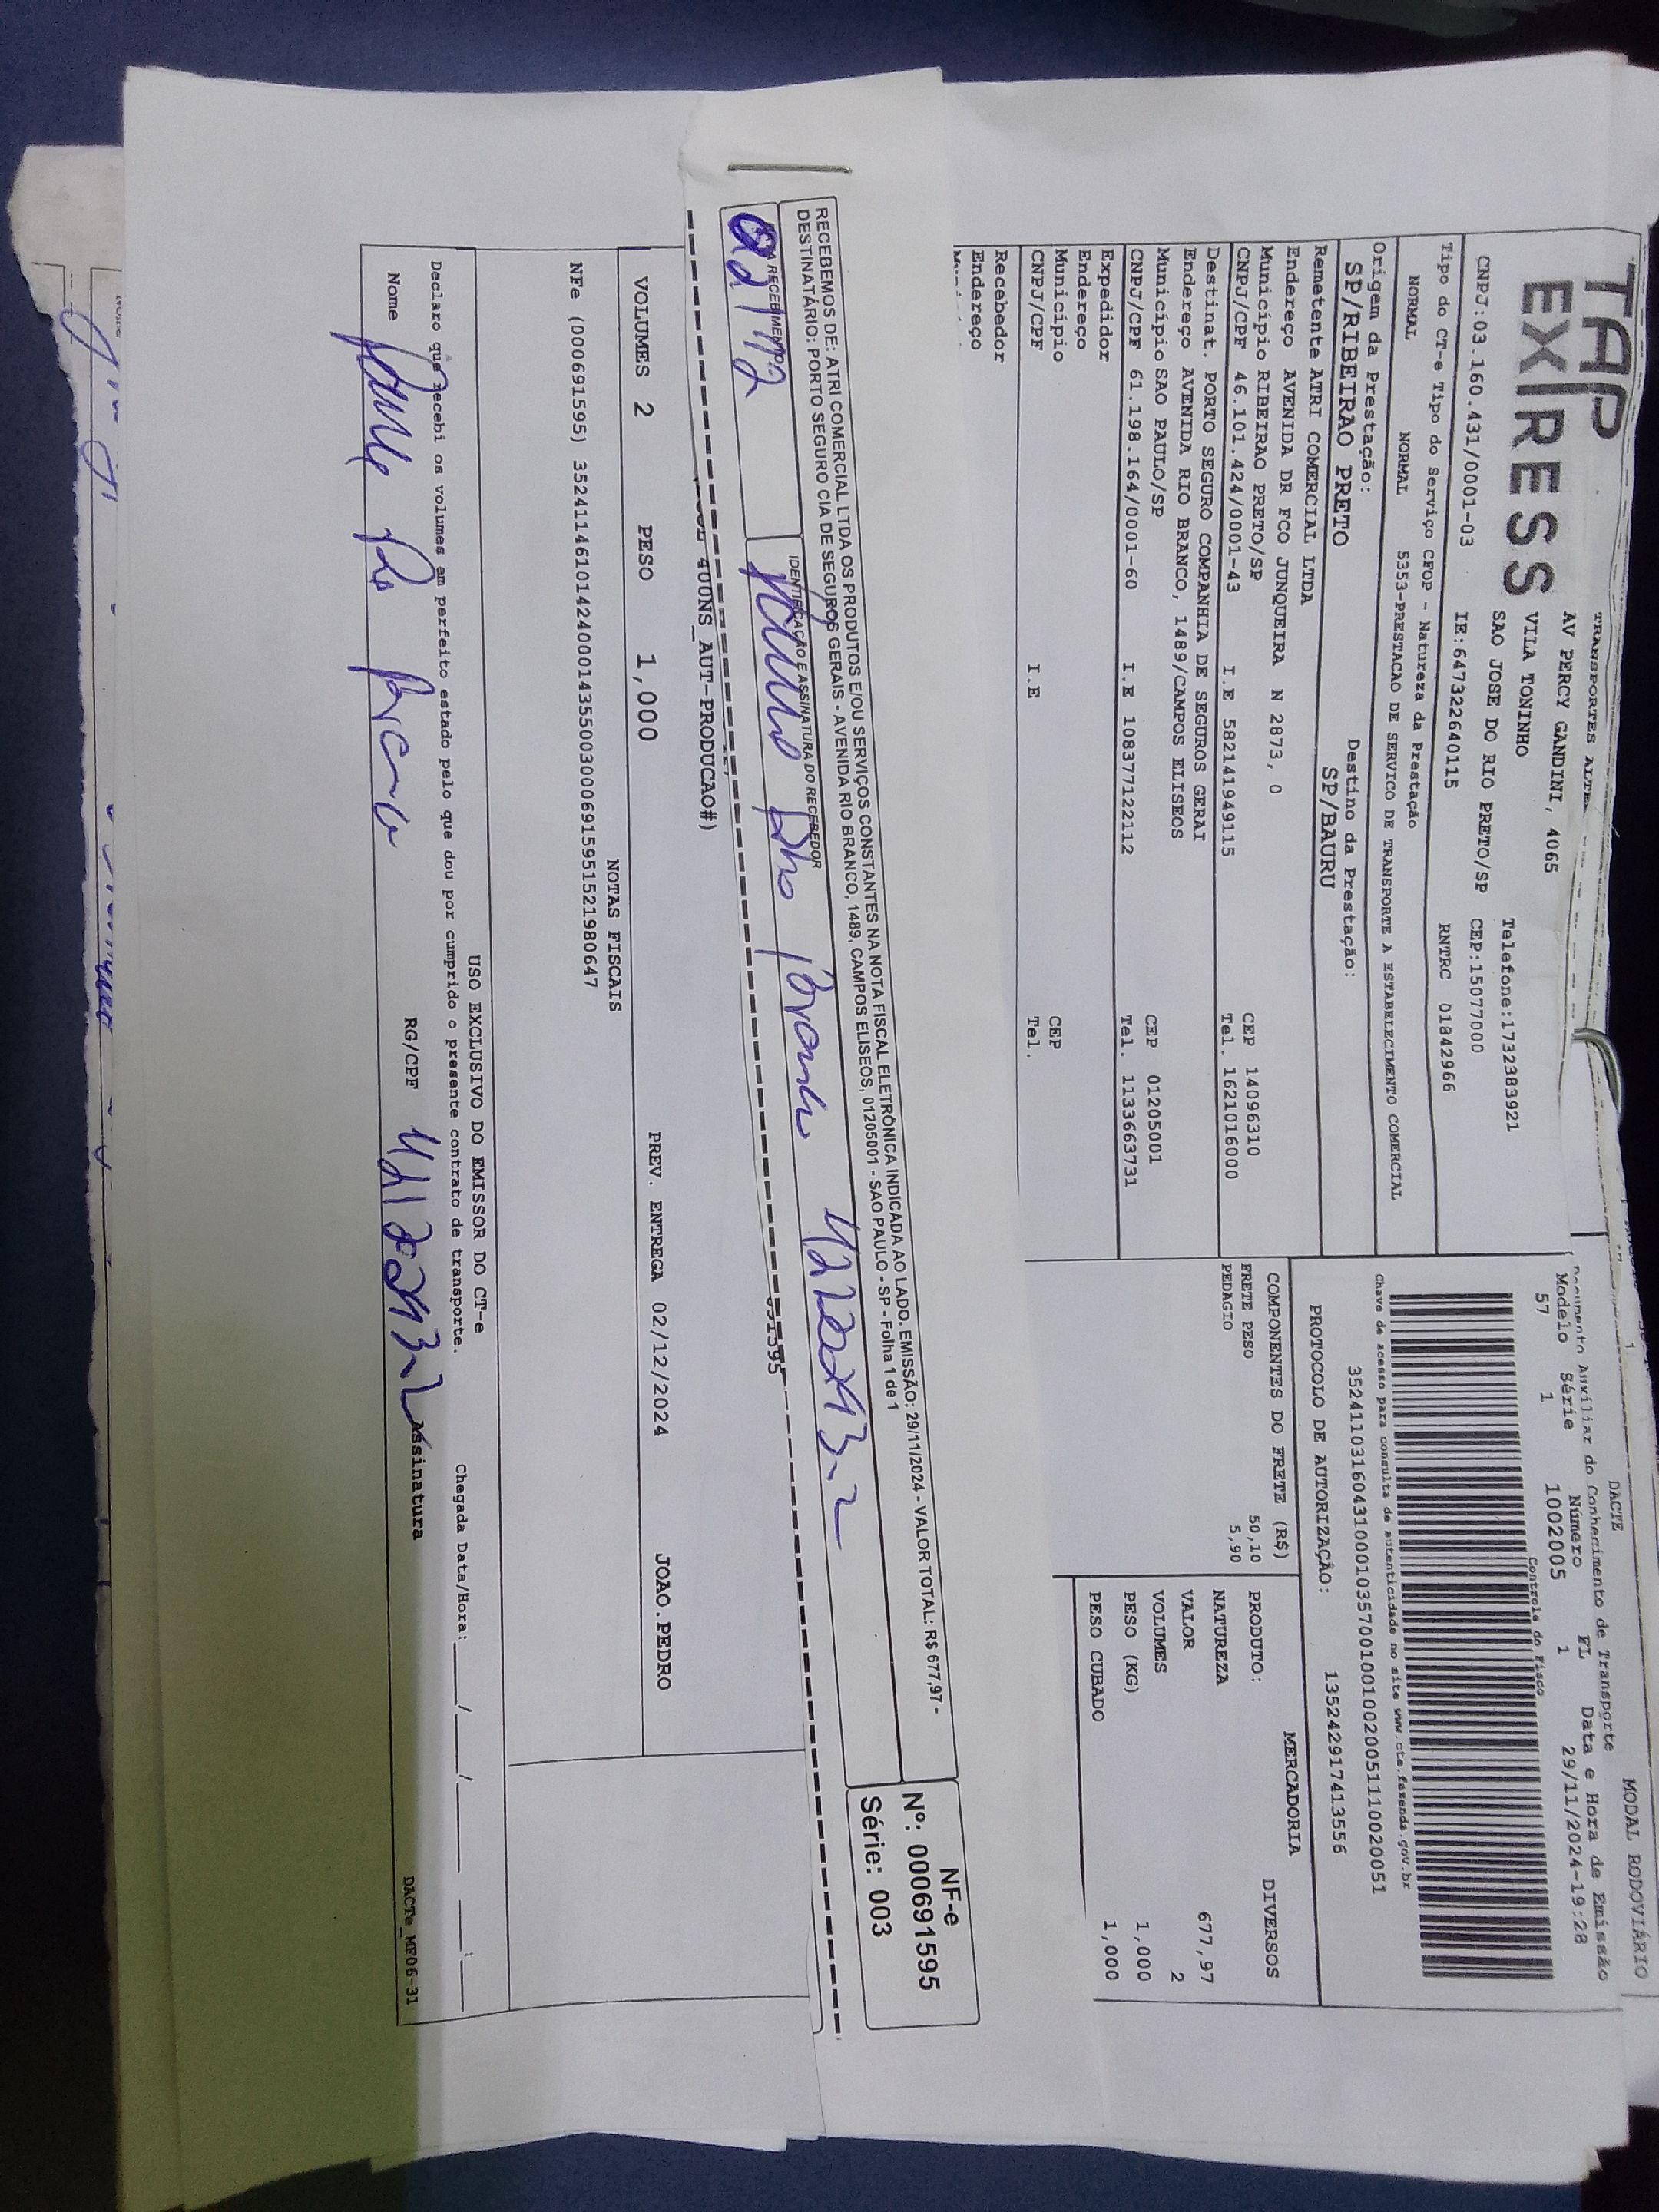 TAP
EXPRESS
TRANSPORTES
AV PERCY GANDINI, 4065
VILA TONINHO
SAO JOSE DO RIO PRETO/SP
Telefone:1732383921
CEP:15077000
CNPJ:03.160.431/0001-03
IE:647322640115
RNTRC 01842966
Tipo do CT-e Tipo do Serviço CFOP - Natureza da Prestação
NORMAL NORMAL 5353-PRESTACAO DE SERVICO DE TRANSPORTE A ESTABELECIMENTO COMERCIAL
Origem da Prestação: Destino da Prestação:
SP/RIBEIRAO PRETO SP/BAURU
Remetente ATRI COMERCIAL LTDA
Endereço AVENIDA DR FCO JUNQUEIRA N 2873, 0
Município RIBEIRAO PRETO/SP CEP 14096310
CNPJ/CPF 46.101.424/0001-43 I.E 582141949115 Tel. 1621016000
Destinat. PORTO SEGURO COMPANHIA DE SEGUROS GERAI
Endereço AVENIDA RIO BRANCO, 1489/CAMPOS ELISEOS
Município SAO PAULO/SP CEP 01205001
CNPJ/CPF 61.198.164/0001-60 I.E 108377122112 Tel. 1133663731
Expedidor
Endereço
Município CEP
CNPJ/CPF I.E Tel.
Recebedor
Endereço
MODAL RODOVIÁRIO
DACTE
Documento Auxiliar do Conhecimento de Transporte
Modelo Série Número FL Data e Hora de Emissão
57 1 1002005 1 29/11/2024-19:28
Controle do Fisco
Chave de acesso para consulta de autenticidade no site www.cte.fazenda.gov.br
35241103160431000103570010010020051110020051
PROTOCOLO DE AUTORIZAÇÃO: 135242917413556
COMPONENTES DO FRETE (R$)
FRETE PESO 50,10
PEDAGIO 5,90
MERCADORIA
PRODUTO: DIVERSOS
NATUREZA
VALOR 677,97
VOLUMES 2
PESO (KG) 1,000
PESO CUBADO 1,000
RECEBEMOS DE: ATRI COMERCIAL LTDA OS PRODUTOS E/OU SERVIÇOS CONSTANTES NA NOTA FISCAL ELETRÔNICA INDICADA AO LADO. EMISSÃO: 29/11/2024 - VALOR TOTAL: R$ 677,97 -
DESTINATÁRIO: PORTO SEGURO CIA DE SEGUROS GERAIS - AVENIDA RIO BRANCO, 1489, CAMPOS ELISEOS, 01205001 - SAO PAULO - SP - Folha 1 de 1
RECEBIMENTO
IDENTIFICAÇÃO E ASSINATURA DO RECEBEDOR
NF-e
Nº: 000691595
Série: 003
400UNS_AUT-PRODUCAO#)
VOLUMES 2 PESO 1,000 PREV. ENTREGA 02/12/2024 JOAO.PEDRO
NOTAS FISCAIS
NFe (000691595) 35241146101424000143550030006915951521980647
USO EXCLUSIVO DO EMISSOR DO CT-e
Declaro que recebi os volumes em perfeito estado pelo que dou por cumprido o presente contrato de transporte. Chegada Data/Hora: ___/___/____ __:__
Nome RG/CPF Assinatura
DACTe_MF06-31